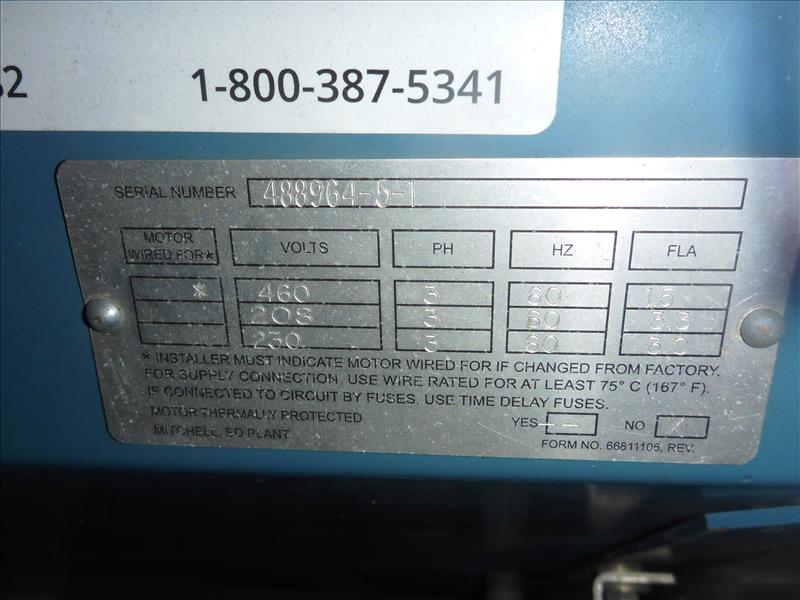 1-800-387-5341
SERIAL NUMBER 488964-5-1
MOTOR WIRED FOR* VOLTS PH HZ FLA
* 460 3 60 1.5
208 3 60 3.3
230 3 60 3.0
* INSTALLER MUST INDICATE MOTOR WIRED FOR IF CHANGED FROM FACTORY.
FOR SUPPLY CONNECTION, USE WIRE RATED FOR AT LEAST 75° C (167° F).
IF CONNECTED TO CIRCUIT BY FUSES, USE TIME DELAY FUSES.
MOTOR THERMALLY PROTECTED YES -- NO X
MITCHELL, SD PLANT
FORM NO. 66811105, REV.